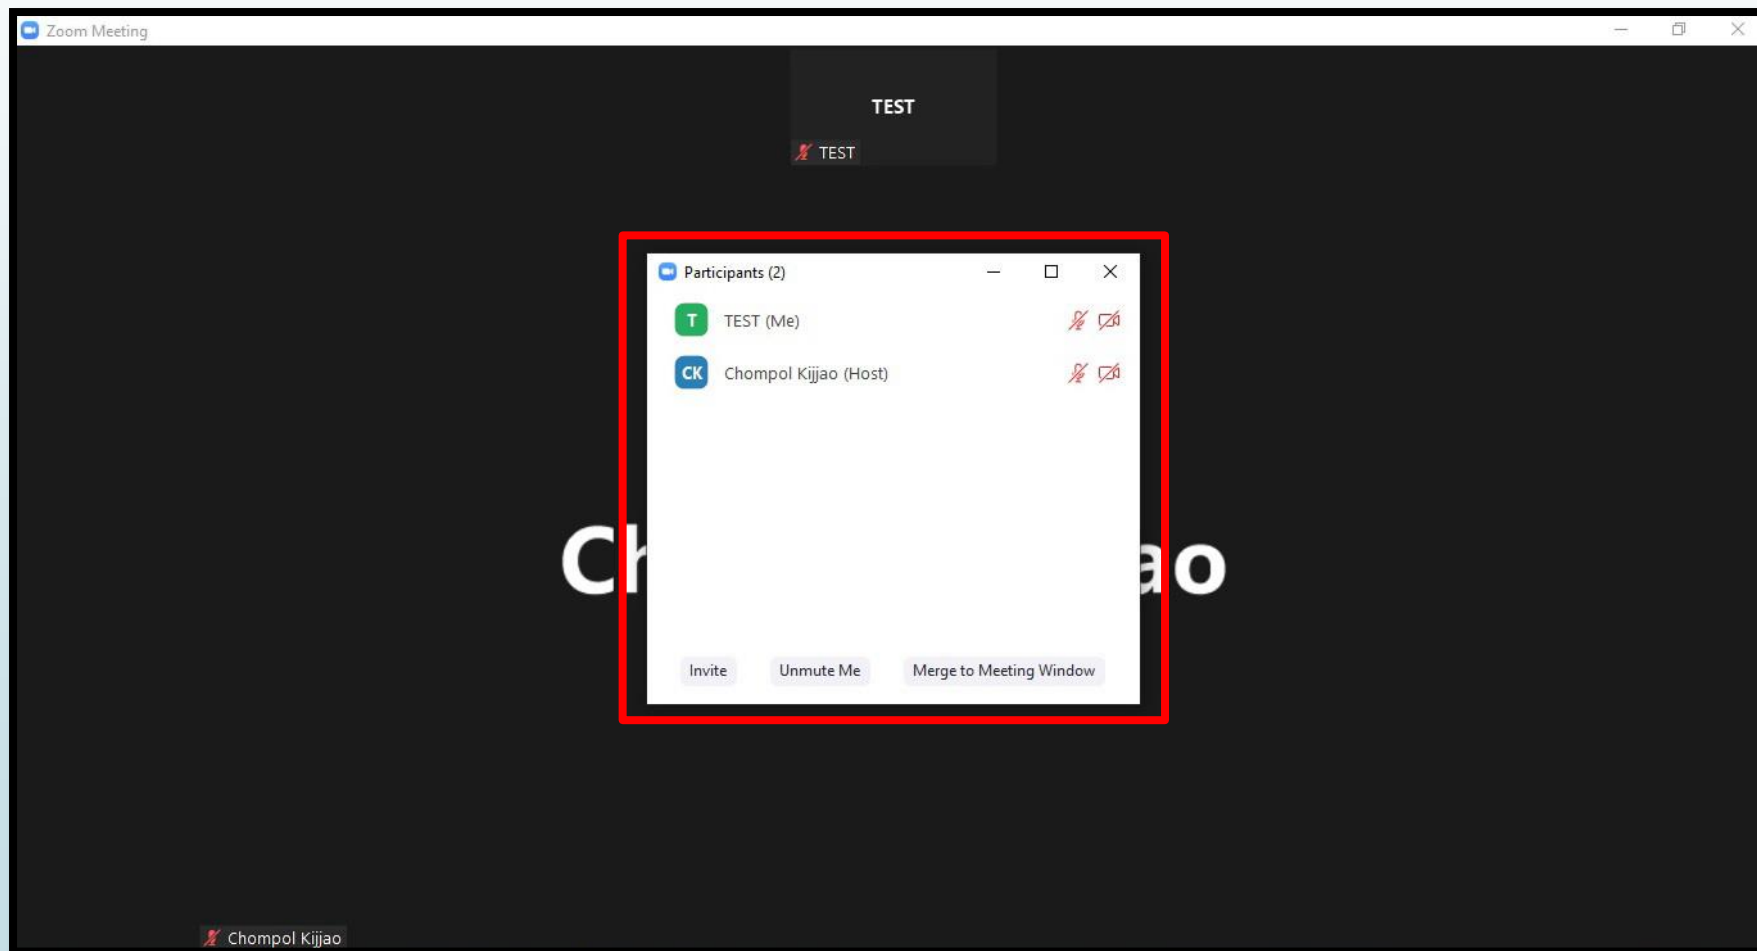 Zoom Meeting
TEST
TEST
Participants (2)
T TEST (Me)
CK Chompol Kijjao (Host)
Ch ao
Invite Unmute Me Merge to Meeting Window
Chompol Kijjao